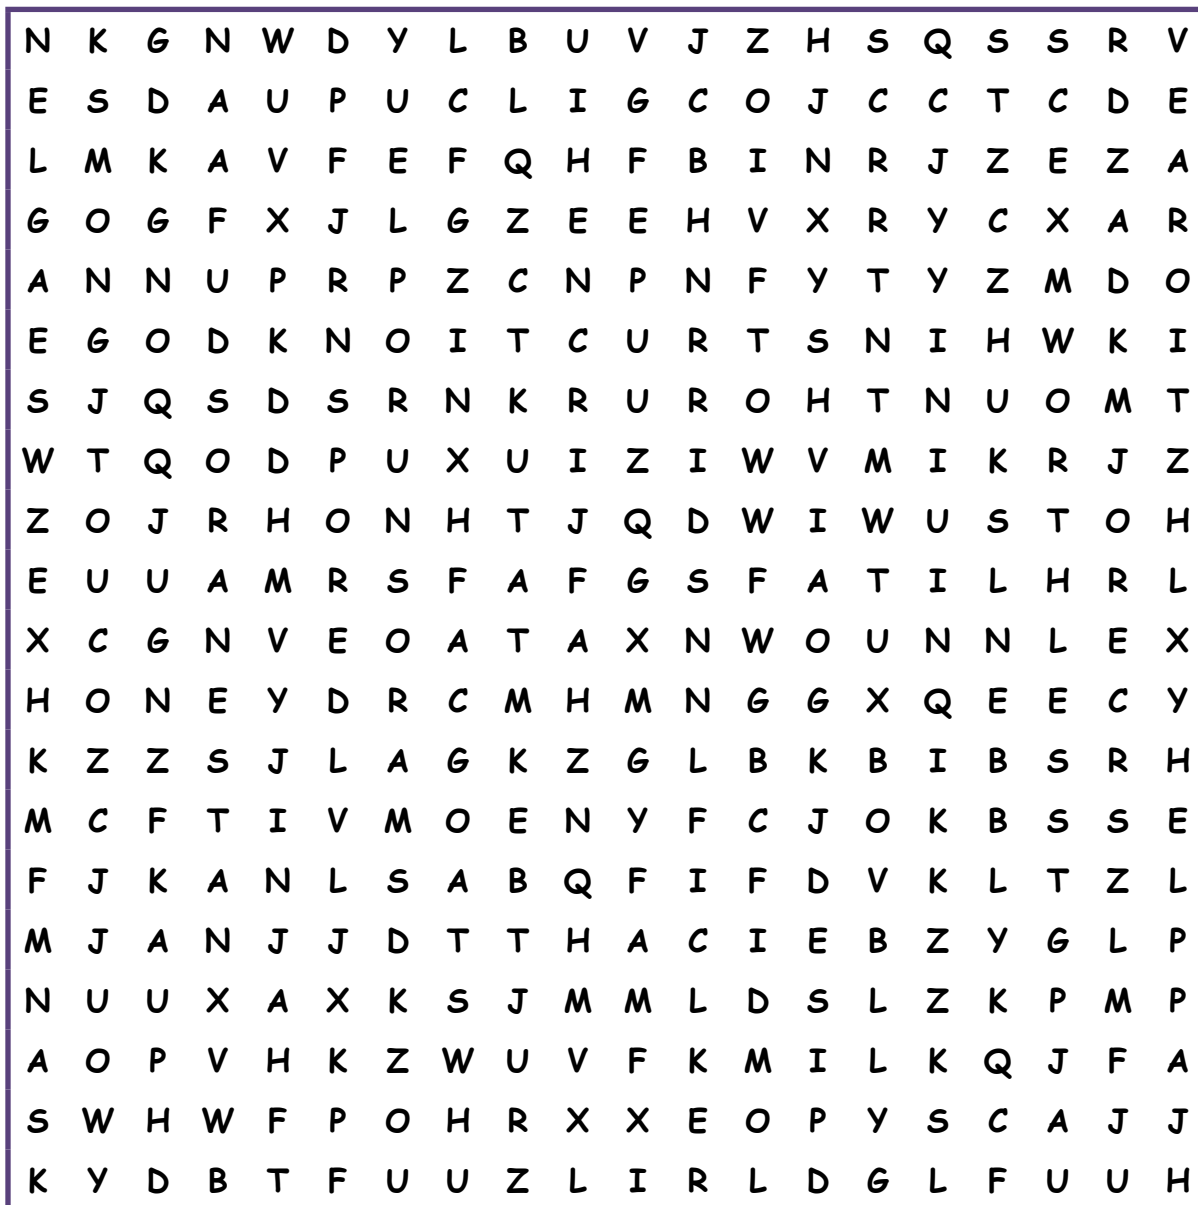 N K G N W D Y L B U V J Z H S Q S S R V
E S D A U P U C L I G C O J C C T C D E
L M K A V F E F Q H F B I N R J Z E Z A
G O G F X J L G Z E E H V X R Y C X A R
A N N U P R P Z C N P N F Y T Y Z M D O
E G O D K N O I T C U R T S N I H W K I
S J Q S D S R N K R U R O H T N U O M T
W T Q O D P U X U I Z I W V M I K R J Z
Z O J R H O N H T J Q D W I W U S T O H
E U U A M R S F A F G S F A T I L H R L
X C G N V E O A T A X N W O U N N L E X
H O N E Y D R C M H M N G G X Q E E C Y
K Z Z S J L A G K Z G L B K B I B S R H
M C F T I V M O E N Y F C J O K B S S E
F J K A N L S A B Q F I F D V K L T Z L
M J A N J J D T T H A C I E B Z Y G L P
N U U X A X K S J M M L D S L Z K P M P
A O P V H K Z W U V F K M I L K Q J F A
S W H W F P O H R X X E O P Y S C A J J
K Y D B T F U U Z L I R L D G L F U U H